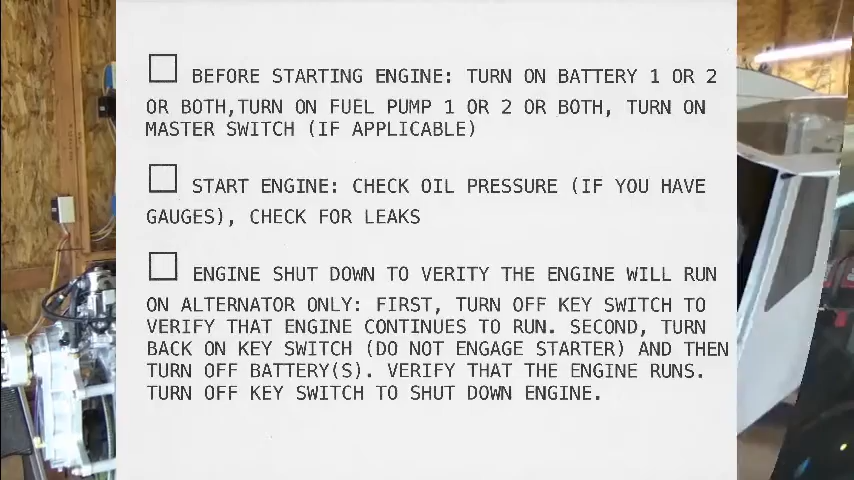 BEFORE STARTING ENGINE: TURN ON BATTERY 1 OR 2
OR BOTH,TURN ON FUEL PUMP 1 OR 2 OR BOTH, TURN ON
MASTER SWITCH (IF APPLICABLE)
START ENGINE: CHECK OIL PRESSURE (IF YOU HAVE
GAUGES), CHECK FOR LEAKS
ENGINE SHUT DOWN TO VERITY THE ENGINE WILL RUN
ON ALTERNATOR ONLY: FIRST, TURN OFF KEY SWITCH TO
VERIFY THAT ENGINE CONTINUES TO RUN. SECOND, TURN
BACK ON KEY SWITCH (DO NOT ENGAGE STARTER) AND THEN
TURN OFF BATTERY(S). VERIFY THAT THE ENGINE RUNS.
TURN OFF KEY SWITCH TO SHUT DOWN ENGINE.